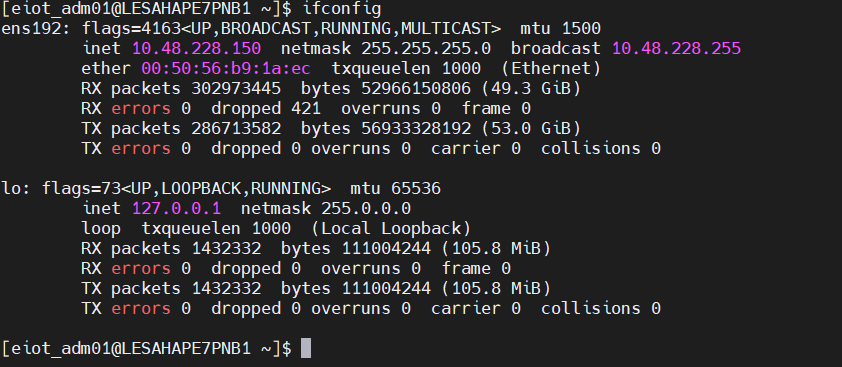 [eiot_adm01@LESAHAPE7PNB1 ~]$ ifconfig
ens192: flags=4163<UP,BROADCAST,RUNNING,MULTICAST>  mtu 1500
        inet 10.48.228.150  netmask 255.255.255.0  broadcast 10.48.228.255
        ether 00:50:56:b9:1a:ec  txqueuelen 1000  (Ethernet)
        RX packets 302973445  bytes 52966150806 (49.3 GiB)
        RX errors 0  dropped 421  overruns 0  frame 0
        TX packets 286713582  bytes 56933328192 (53.0 GiB)
        TX errors 0  dropped 0 overruns 0  carrier 0  collisions 0

lo: flags=73<UP,LOOPBACK,RUNNING>  mtu 65536
        inet 127.0.0.1  netmask 255.0.0.0
        loop  txqueuelen 1000  (Local Loopback)
        RX packets 1432332  bytes 111004244 (105.8 MiB)
        RX errors 0  dropped 0  overruns 0  frame 0
        TX packets 1432332  bytes 111004244 (105.8 MiB)
        TX errors 0  dropped 0 overruns 0  carrier 0  collisions 0

[eiot_adm01@LESAHAPE7PNB1 ~]$